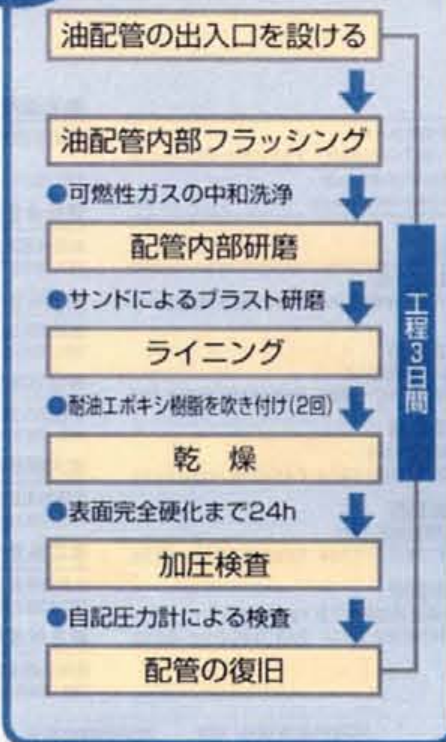 油配管の出入口を設ける
油配管内部フラッシング
●可燃性ガスの中和洗浄
配管内部研磨
●サンドによるブラスト研磨
ライニング
●耐油エポキシ樹脂を吹き付け(2回)
乾 燥
●表面完全硬化まで24h
加圧検査
●自記圧力計による検査
配管の復旧
工程3日間